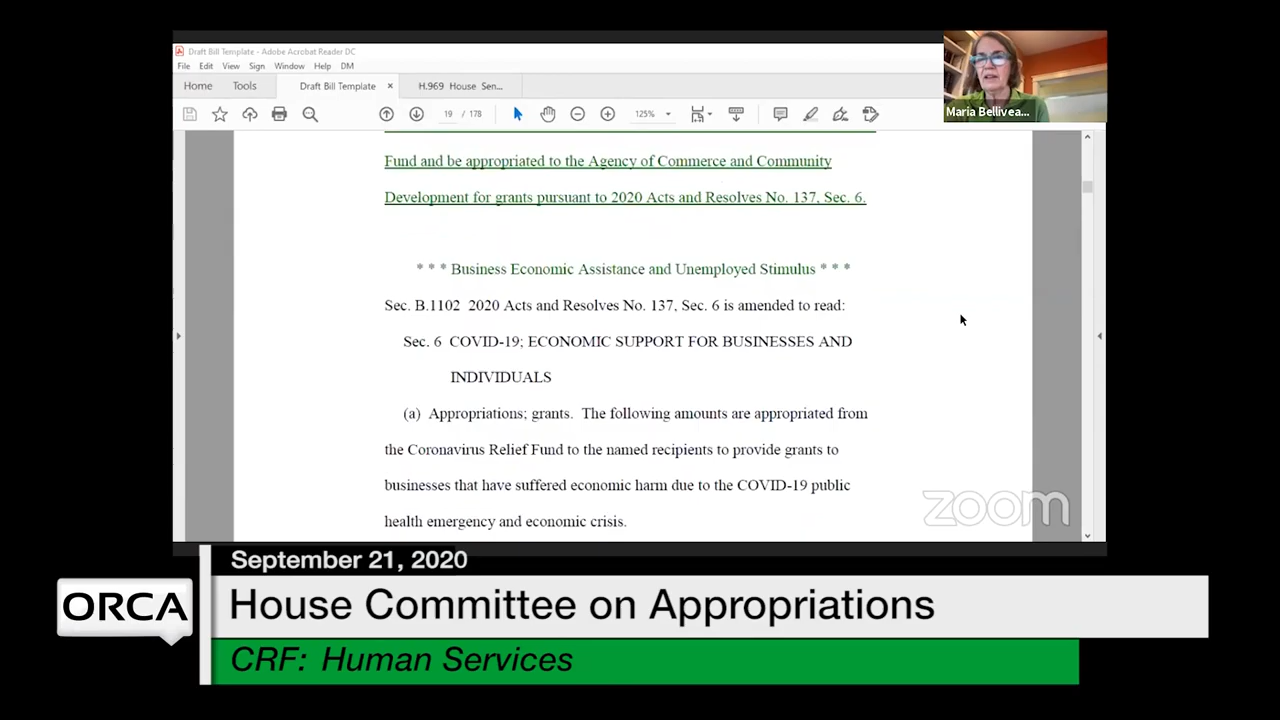 Draft Bill Template - Adobe Acrobat Reader DC
File Edit View Sign Window Help DM
Home Tools Draft Bill Template × H.969 House Sen...
19 / 178 125%
Maria Bellivea...
Fund and be appropriated to the Agency of Commerce and Community
Development for grants pursuant to 2020 Acts and Resolves No. 137, Sec. 6.
* * * Business Economic Assistance and Unemployed Stimulus * * *
Sec. B.1102 2020 Acts and Resolves No. 137, Sec. 6 is amended to read:
Sec. 6 COVID-19; ECONOMIC SUPPORT FOR BUSINESSES AND
INDIVIDUALS
(a) Appropriations; grants. The following amounts are appropriated from
the Coronavirus Relief Fund to the named recipients to provide grants to
businesses that have suffered economic harm due to the COVID-19 public
health emergency and economic crisis.
zoom
September 21, 2020
ORCA
House Committee on Appropriations
CRF: Human Services